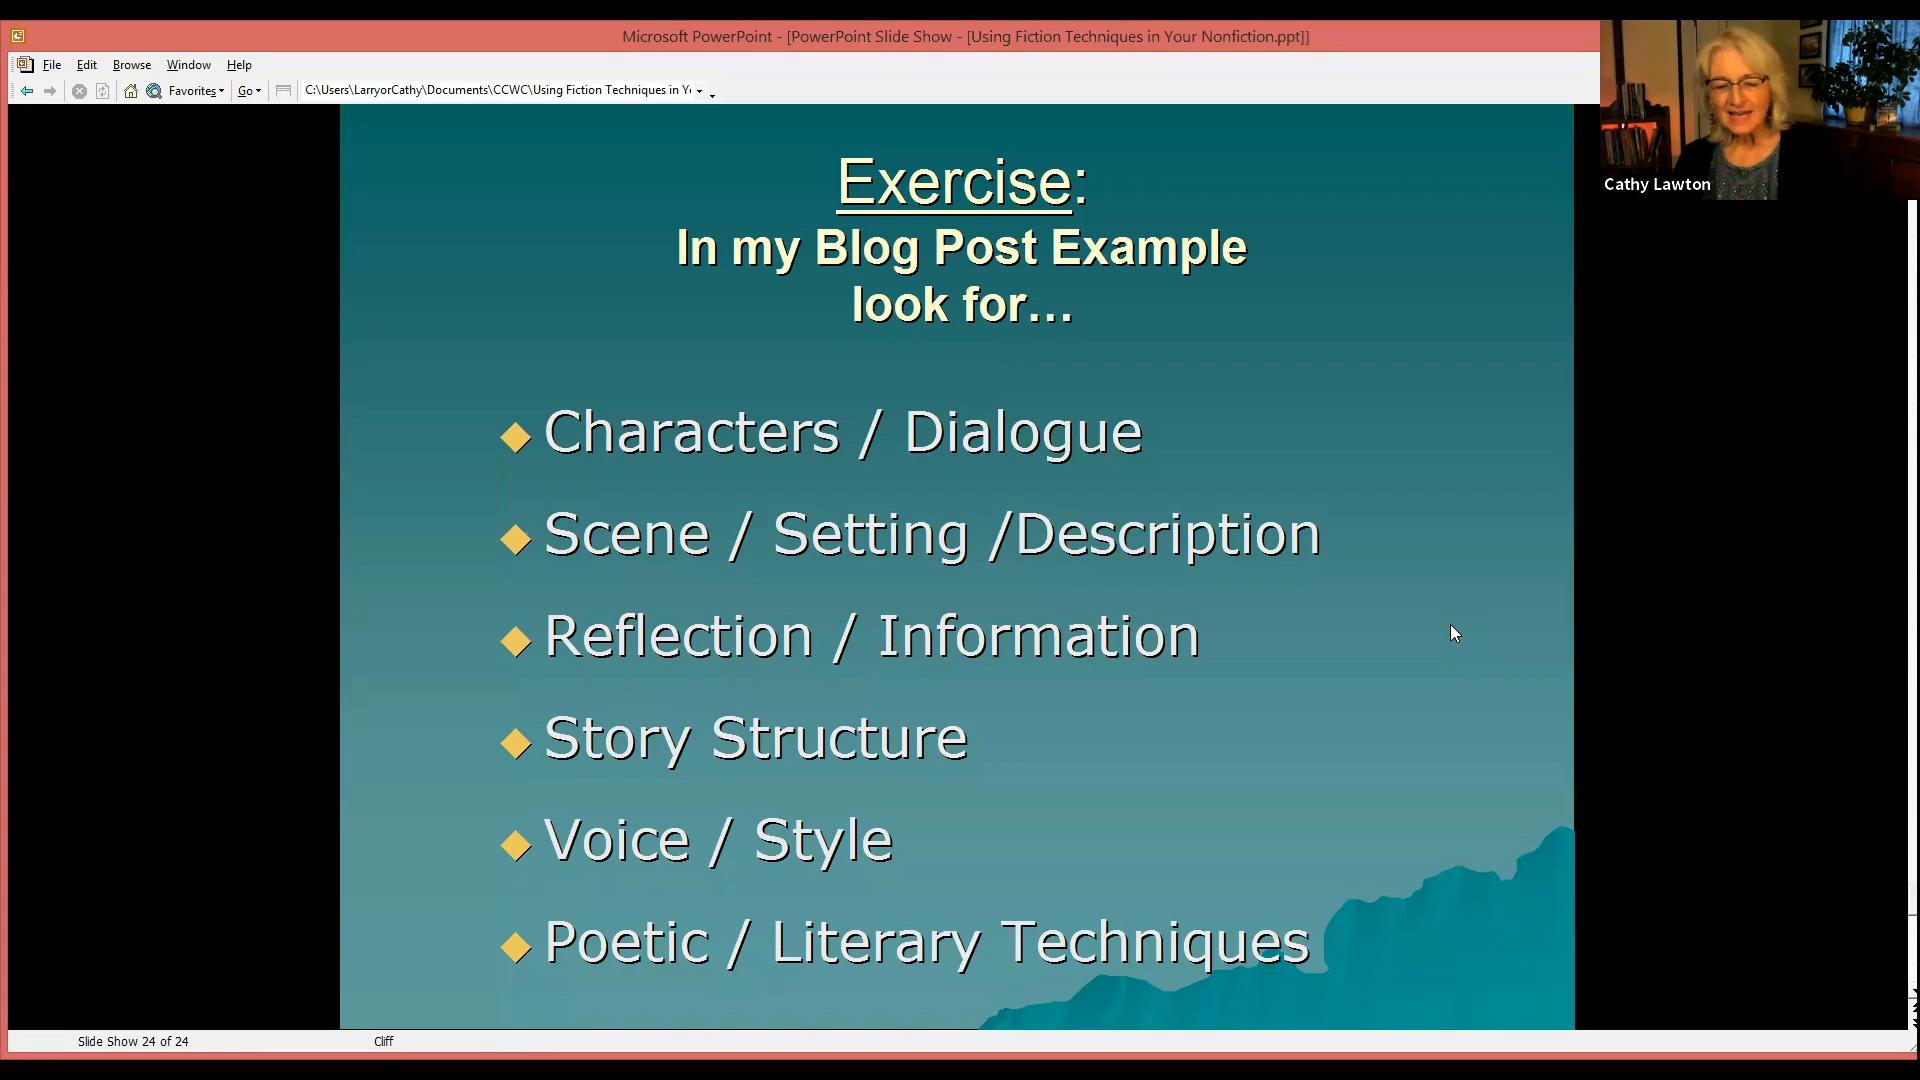 Microsoft PowerPoint - [PowerPoint Slide Show - [Using Fiction Techniques in Your Nonfiction.ppt]]
File Edit Browse Window Help
Favorites Go C:\Users\LarryorCathy\Documents\CCWC\Using Fiction Techniques in Y
Cathy Lawton
Exercise:
In my Blog Post Example
look for…
Characters / Dialogue
Scene / Setting /Description
Reflection / Information
Story Structure
Voice / Style
Poetic / Literary Techniques
Slide Show 24 of 24 Cliff